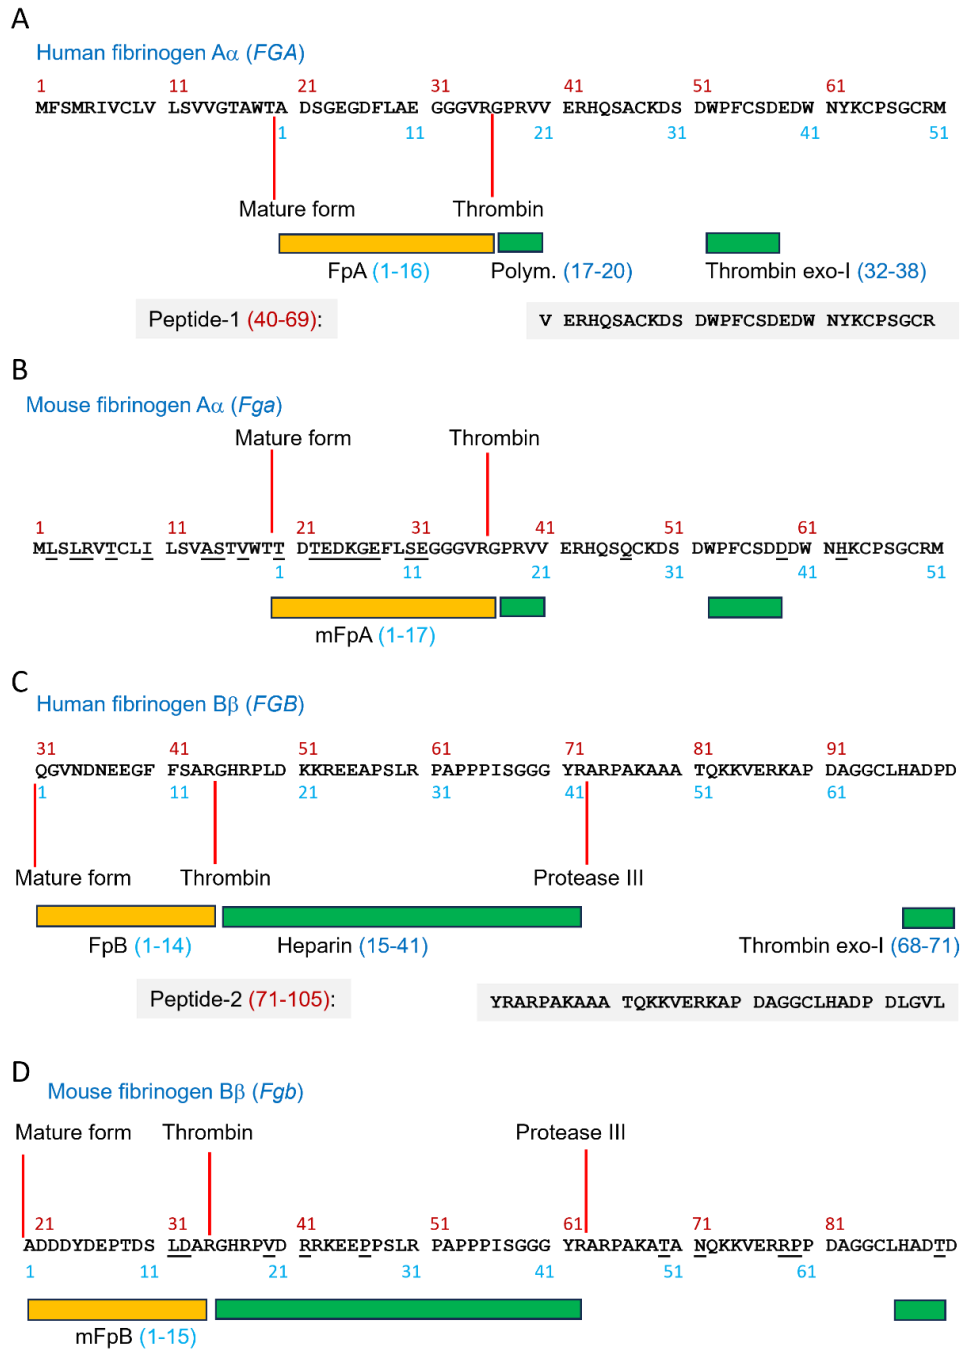 A
Human fibrinogen Aα (FGA)
1 11 21 31 41 51 61
MFSMRIVCLV LSVVGTAWTA DSGEGDFLAE GGGVRGPRVV ERHQSACKDS DWPFCSDEDW NYKCPSGCRM
1 11 21 31 41 51
Mature form Thrombin
FpA (1-16) Polym. (17-20) Thrombin exo-I (32-38)
Peptide-1 (40-69): V ERHQSACKDS DWPFCSDEDW NYKCPSGCR
B
Mouse fibrinogen Aα (Fga)
Mature form Thrombin
1 11 21 31 41 51 61
MLSLRVTCLI LSVASTVWTT DTEDKGEFLSEGGGVRGPRVV ERHQSQCKDS DWPFCSDDDW NHKCPSGCRM
1 11 21 31 41 51
mFpA (1-17)
C
Human fibrinogen Bβ (FGB)
31 41 51 61 71 81 91
QGVNDNEEGF FSARGHRPLD KKREEAPSLR PAPPPISGGG YRARPAKAAA TQKKVERKAP DAGGCLHADPD
1 11 21 31 41 51 61
Mature form Thrombin Protease III
FpB (1-14) Heparin (15-41) Thrombin exo-I (68-71)
Peptide-2 (71-105): YRARPAKAAA TQKKVERKAP DAGGCLHADP DLGVL
D
Mouse fibrinogen Bβ (Fgb)
Mature form Thrombin Protease III
21 31 41 51 61 71 81
ADDDYDEPTDS LDARGHRPVD RRKEEPPSLR PAPPPISGGG YRARPAKATA NQKKVERRPP DAGGCLHADTD
1 11 21 31 41 51 61
mFpB (1-15)